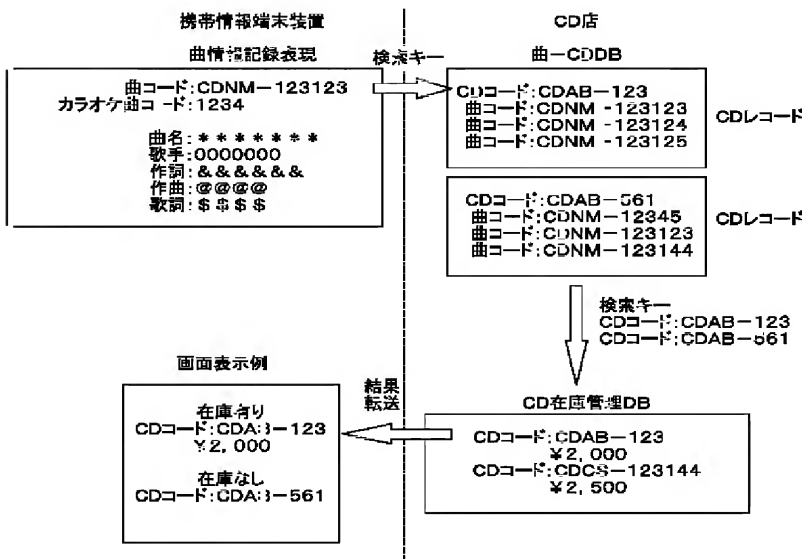 携帯情報端末装置
CD店
曲情報記録表現
検索キー
曲-CDDB
曲コード:CDNM-123123
カラオケ曲コード:1234
曲名:*******
歌手:0000000
作詞:&&&&&&
作曲:@@@@
歌詞:$$$$
CDコード:CDAB-123
曲コード:CDNM-123123
曲コード:CDNM-123124
曲コード:CDNM-123125
CDレコード
CDコード:CDAB-561
曲コード:CDNM-12345
曲コード:CDNM-123123
曲コード:CDNM-123144
CDレコード
検索キー
CDコード:CDAB-123
CDコード:CDAB-561
画面表示例
結果
転送
CD在庫管理DB
在庫有り
CDコード:CDAB-123
¥2,000
在庫なし
CDコード:CDAB-561
CDコード:CDAB-123
¥2,000
CDコード:CDCS-123144
¥2,500